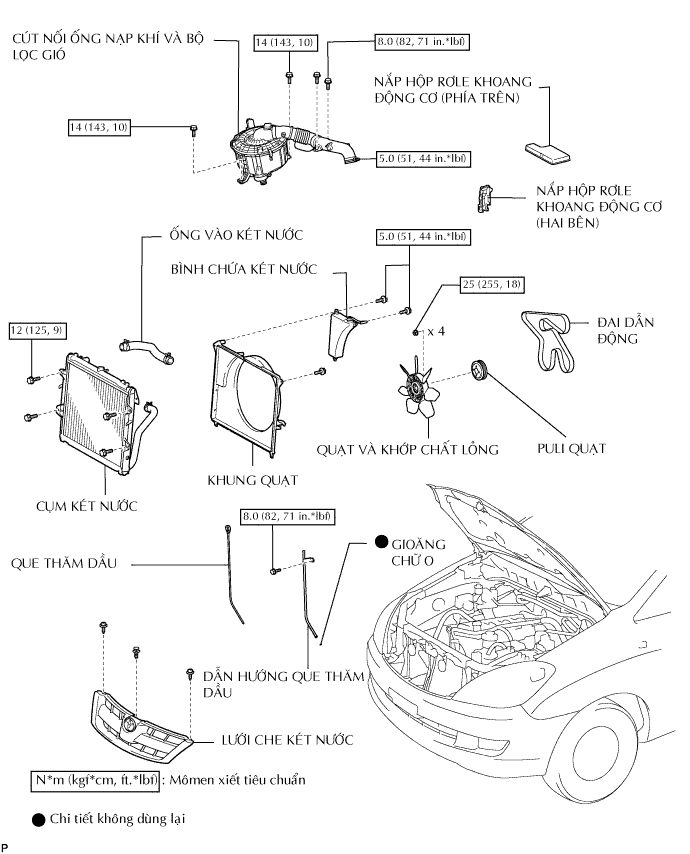 CÚT NỐI ỐNG NẠP KHÍ VÀ BỘ
LỌC GIÓ
14 (143, 10)
8.0 (82, 71 in.*lbf)
NẮP HỘP RƠLE KHOANG
ĐỘNG CƠ (PHÍA TRÊN)
14 (143, 10)
5.0 (51, 44 in.*lbf)
NẮP HỘP RƠLE
KHOANG ĐỘNG CƠ
(HAI BÊN)
ỐNG VÀO KÉT NƯỚC
5.0 (51, 44 in.*lbf)
BÌNH CHỨA KÉT NƯỚC
25 (255, 18)
12 (125, 9)
x 4
ĐAI DẪN
ĐỘNG
QUẠT VÀ KHỚP CHẤT LỎNG
PULI QUẠT
KHUNG QUẠT
CỤM KÉT NƯỚC
8.0 (82, 71 in.*lbf)
GIOĂNG
CHỮ O
QUE THĂM DẦU
DẪN HƯỚNG QUE THĂM
DẦU
LƯỚI CHE KÉT NƯỚC
N*m (kgf*cm, ft.*lbf) : Mômen xiết tiêu chuẩn
Chi tiết không dùng lại
P